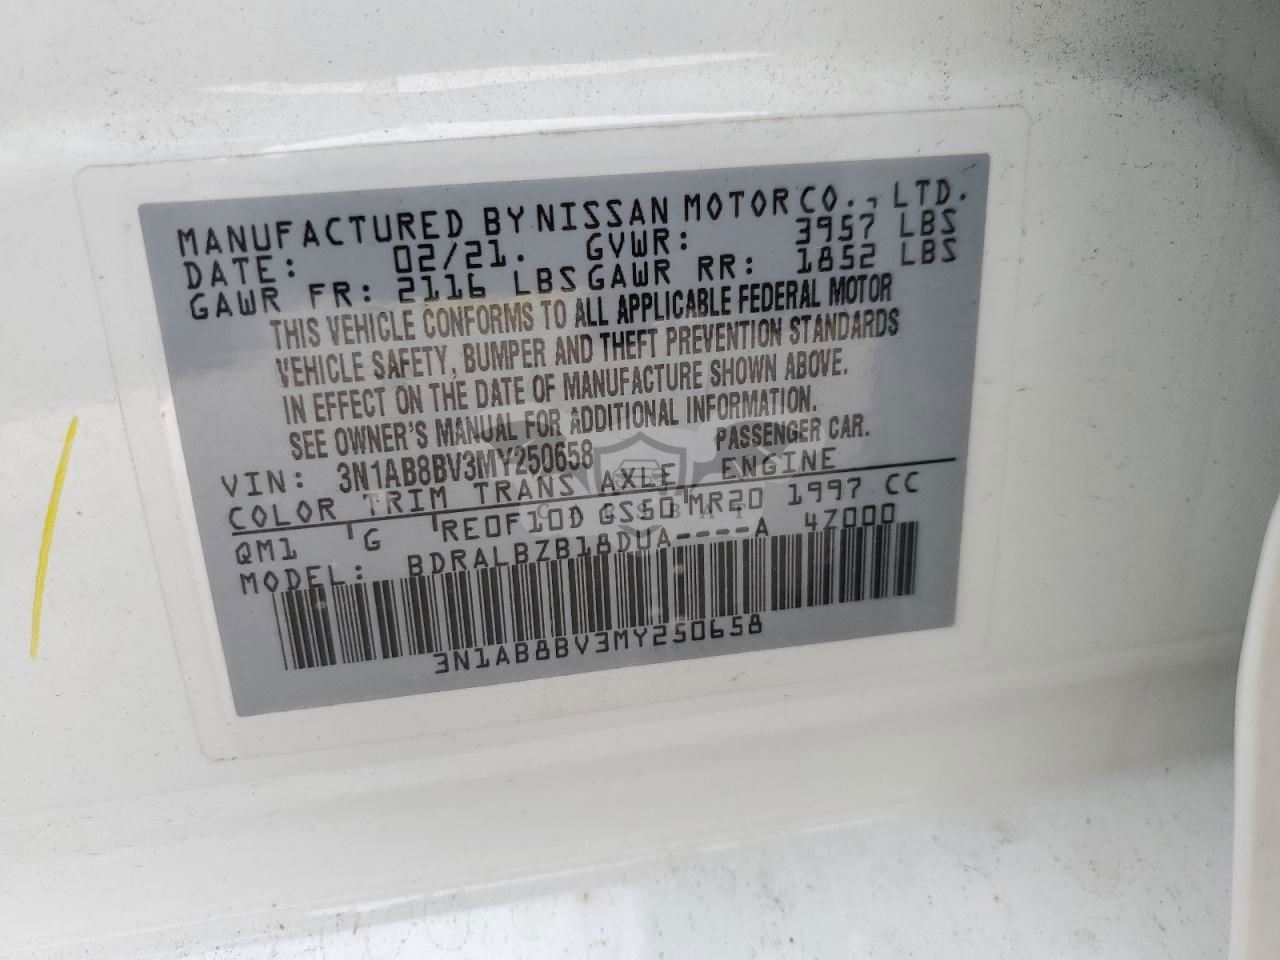 MANUFACTURED BY NISSAN MOTOR CO., LTD.
DATE: 02/21. GVWR: 3957 LBS
GAWR FR: 2116 LBS GAWR RR: 1852 LBS
THIS VEHICLE CONFORMS TO ALL APPLICABLE FEDERAL MOTOR
VEHICLE SAFETY, BUMPER AND THEFT PREVENTION STANDARDS
IN EFFECT ON THE DATE OF MANUFACTURE SHOWN ABOVE.
SEE OWNER'S MANUAL FOR ADDITIONAL INFORMATION.
VIN: 3N1AB8BV3MY250658 PASSENGER CAR.
COLOR TRIM TRANS AXLE ENGINE
QM1 G RE0F10D GS50 MR20 1997 CC
MODEL: BDRALBZB18DUA----A 4Z000
3N1AB8BV3MY250658